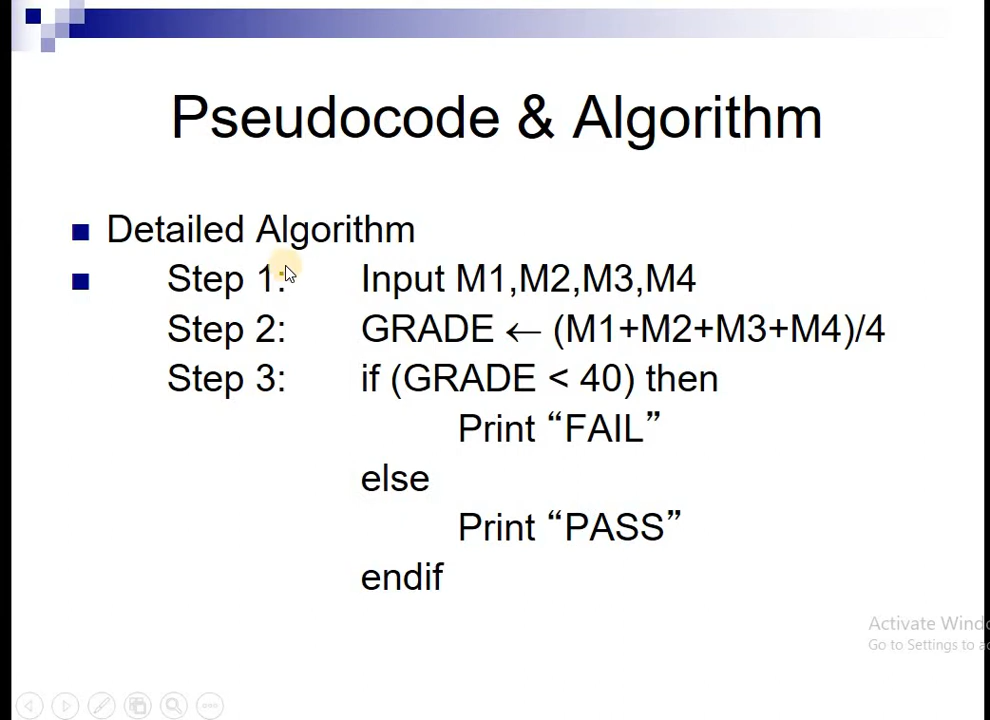 Pseudocode & Algorithm
Detailed Algorithm
Step 1: Input M1,M2,M3,M4
Step 2: GRADE ← (M1+M2+M3+M4)/4
Step 3: if (GRADE < 40) then
Print “FAIL”
else
Print “PASS”
endif
Activate
Go to Settings to